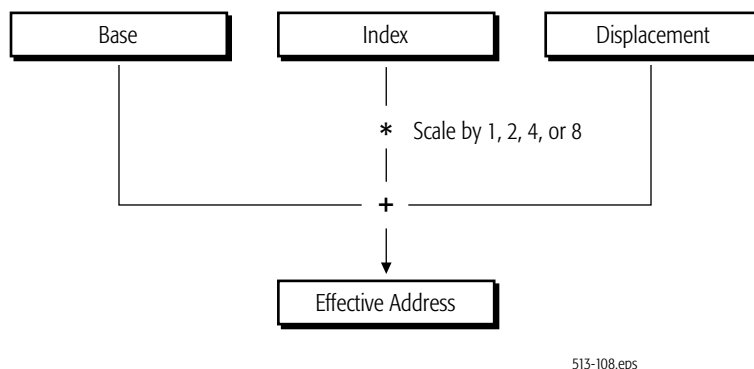 Base
Index
Displacement
* Scale by 1, 2, 4, or 8
+
Effective Address
513-108.eps